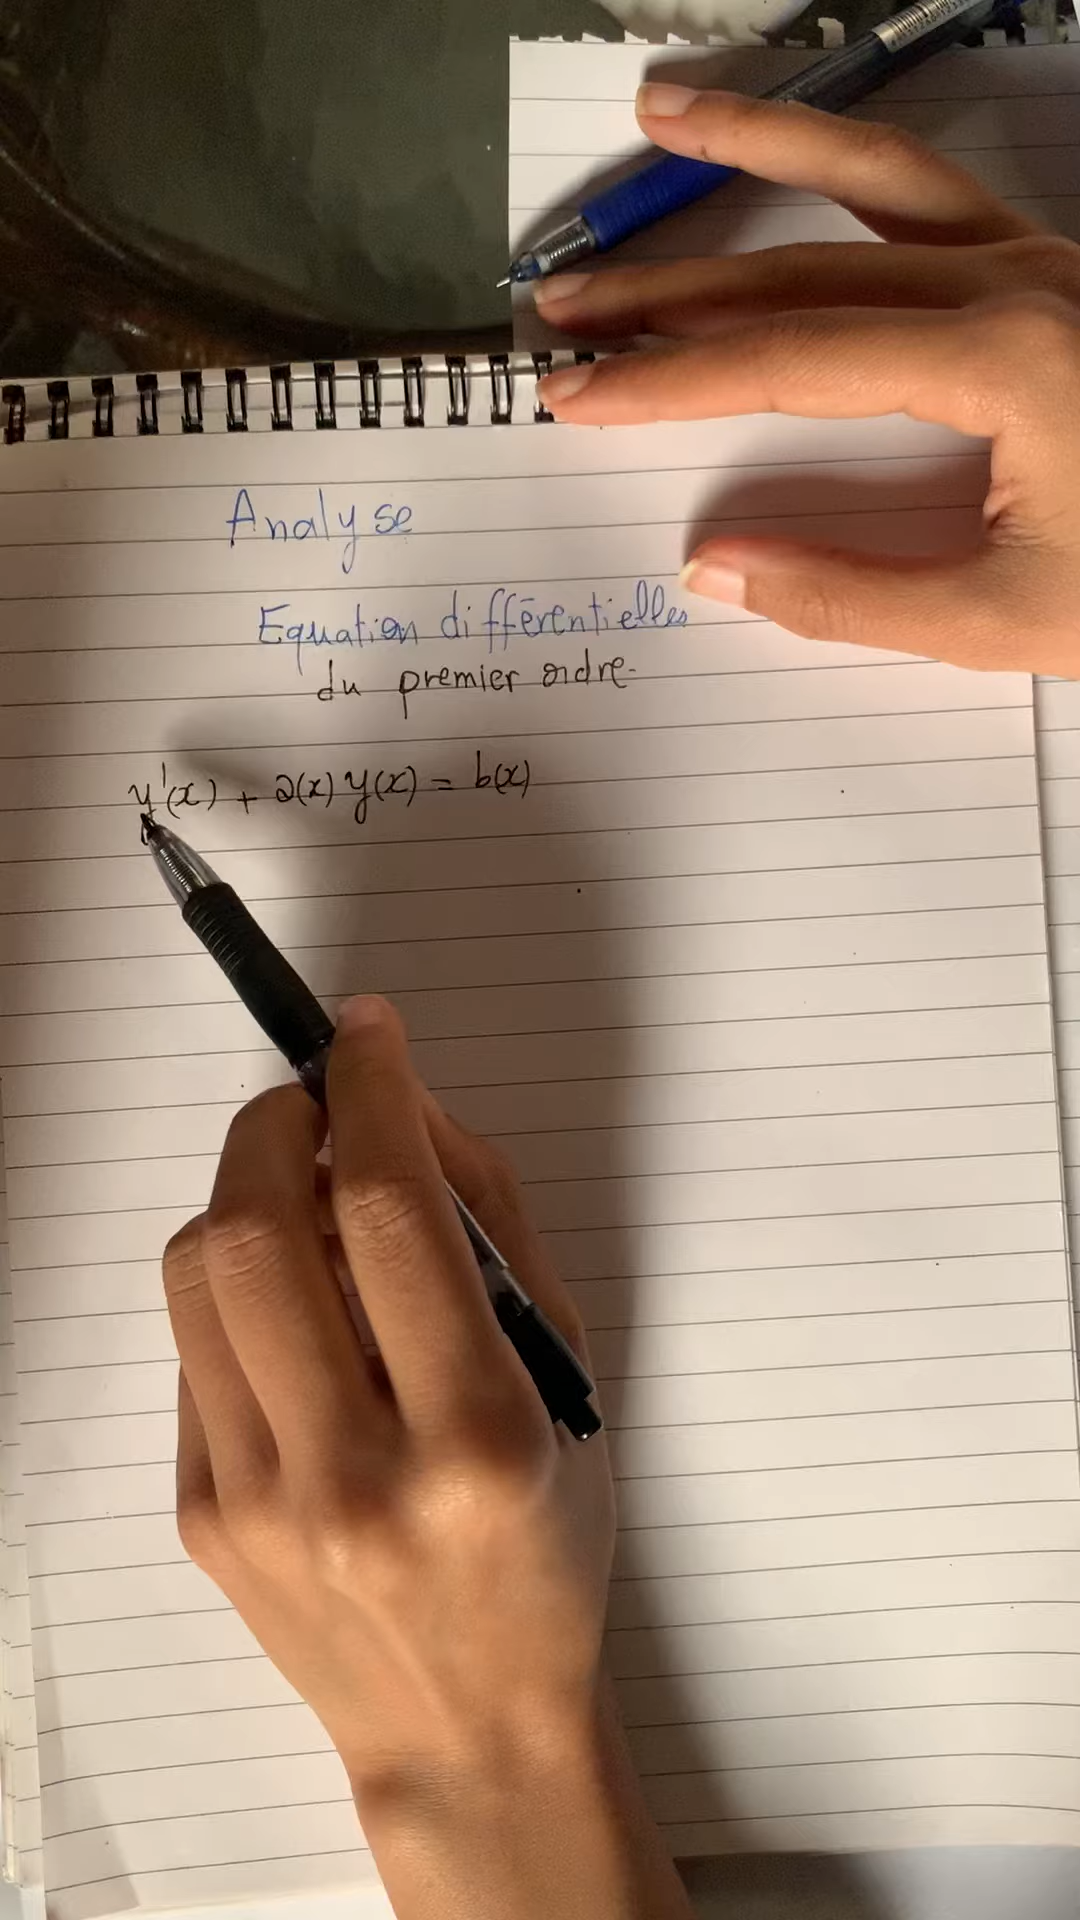 Analyse
Equation différentielles
du premier ordre.
y'(x) + a(x) y(x) = b(x)